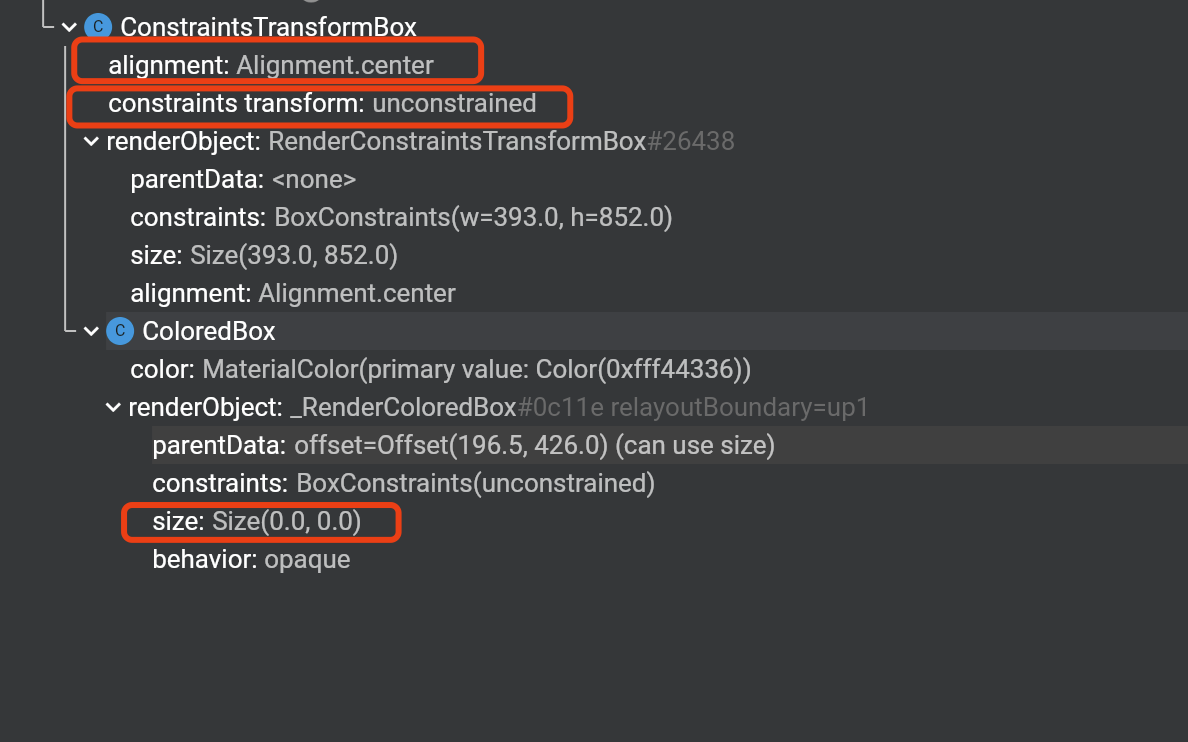 C ConstraintsTransformBox
alignment: Alignment.center
constraints transform: unconstrained
renderObject: RenderConstraintsTransformBox#26438
parentData: <none>
constraints: BoxConstraints(w=393.0, h=852.0)
size: Size(393.0, 852.0)
alignment: Alignment.center
C ColoredBox
color: MaterialColor(primary value: Color(0xfff44336))
renderObject: _RenderColoredBox#0c11e relayoutBoundary=up1
parentData: offset=Offset(196.5, 426.0) (can use size)
constraints: BoxConstraints(unconstrained)
size: Size(0.0, 0.0)
behavior: opaque